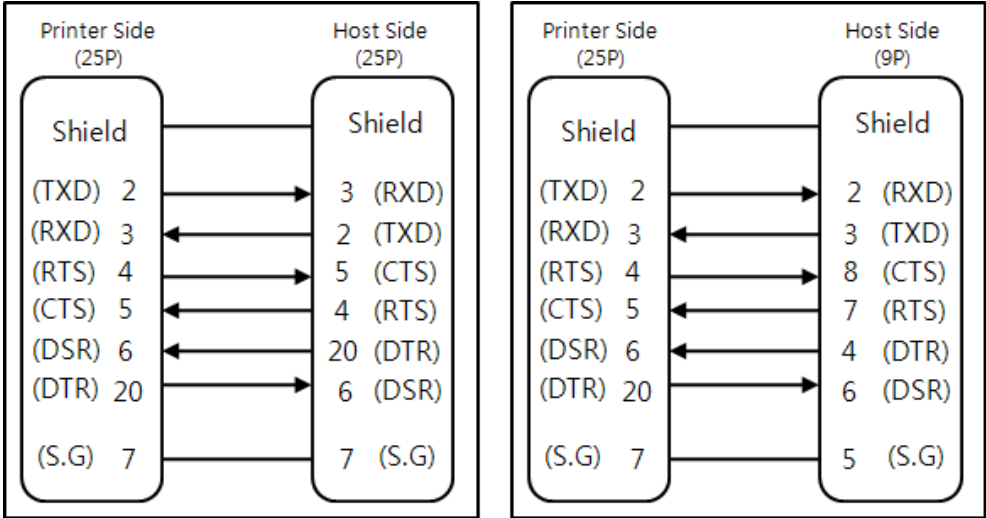 Printer Side Host Side
(25P) (25P)
Shield Shield
(TXD) 2 3 (RXD)
(RXD) 3 2 (TXD)
(RTS) 4 5 (CTS)
(CTS) 5 4 (RTS)
(DSR) 6 20 (DTR)
(DTR) 20 6 (DSR)
(S.G) 7 7 (S.G)
Printer Side Host Side
(25P) (9P)
Shield Shield
(TXD) 2 2 (RXD)
(RXD) 3 3 (TXD)
(RTS) 4 8 (CTS)
(CTS) 5 7 (RTS)
(DSR) 6 4 (DTR)
(DTR) 20 6 (DSR)
(S.G) 7 5 (S.G)